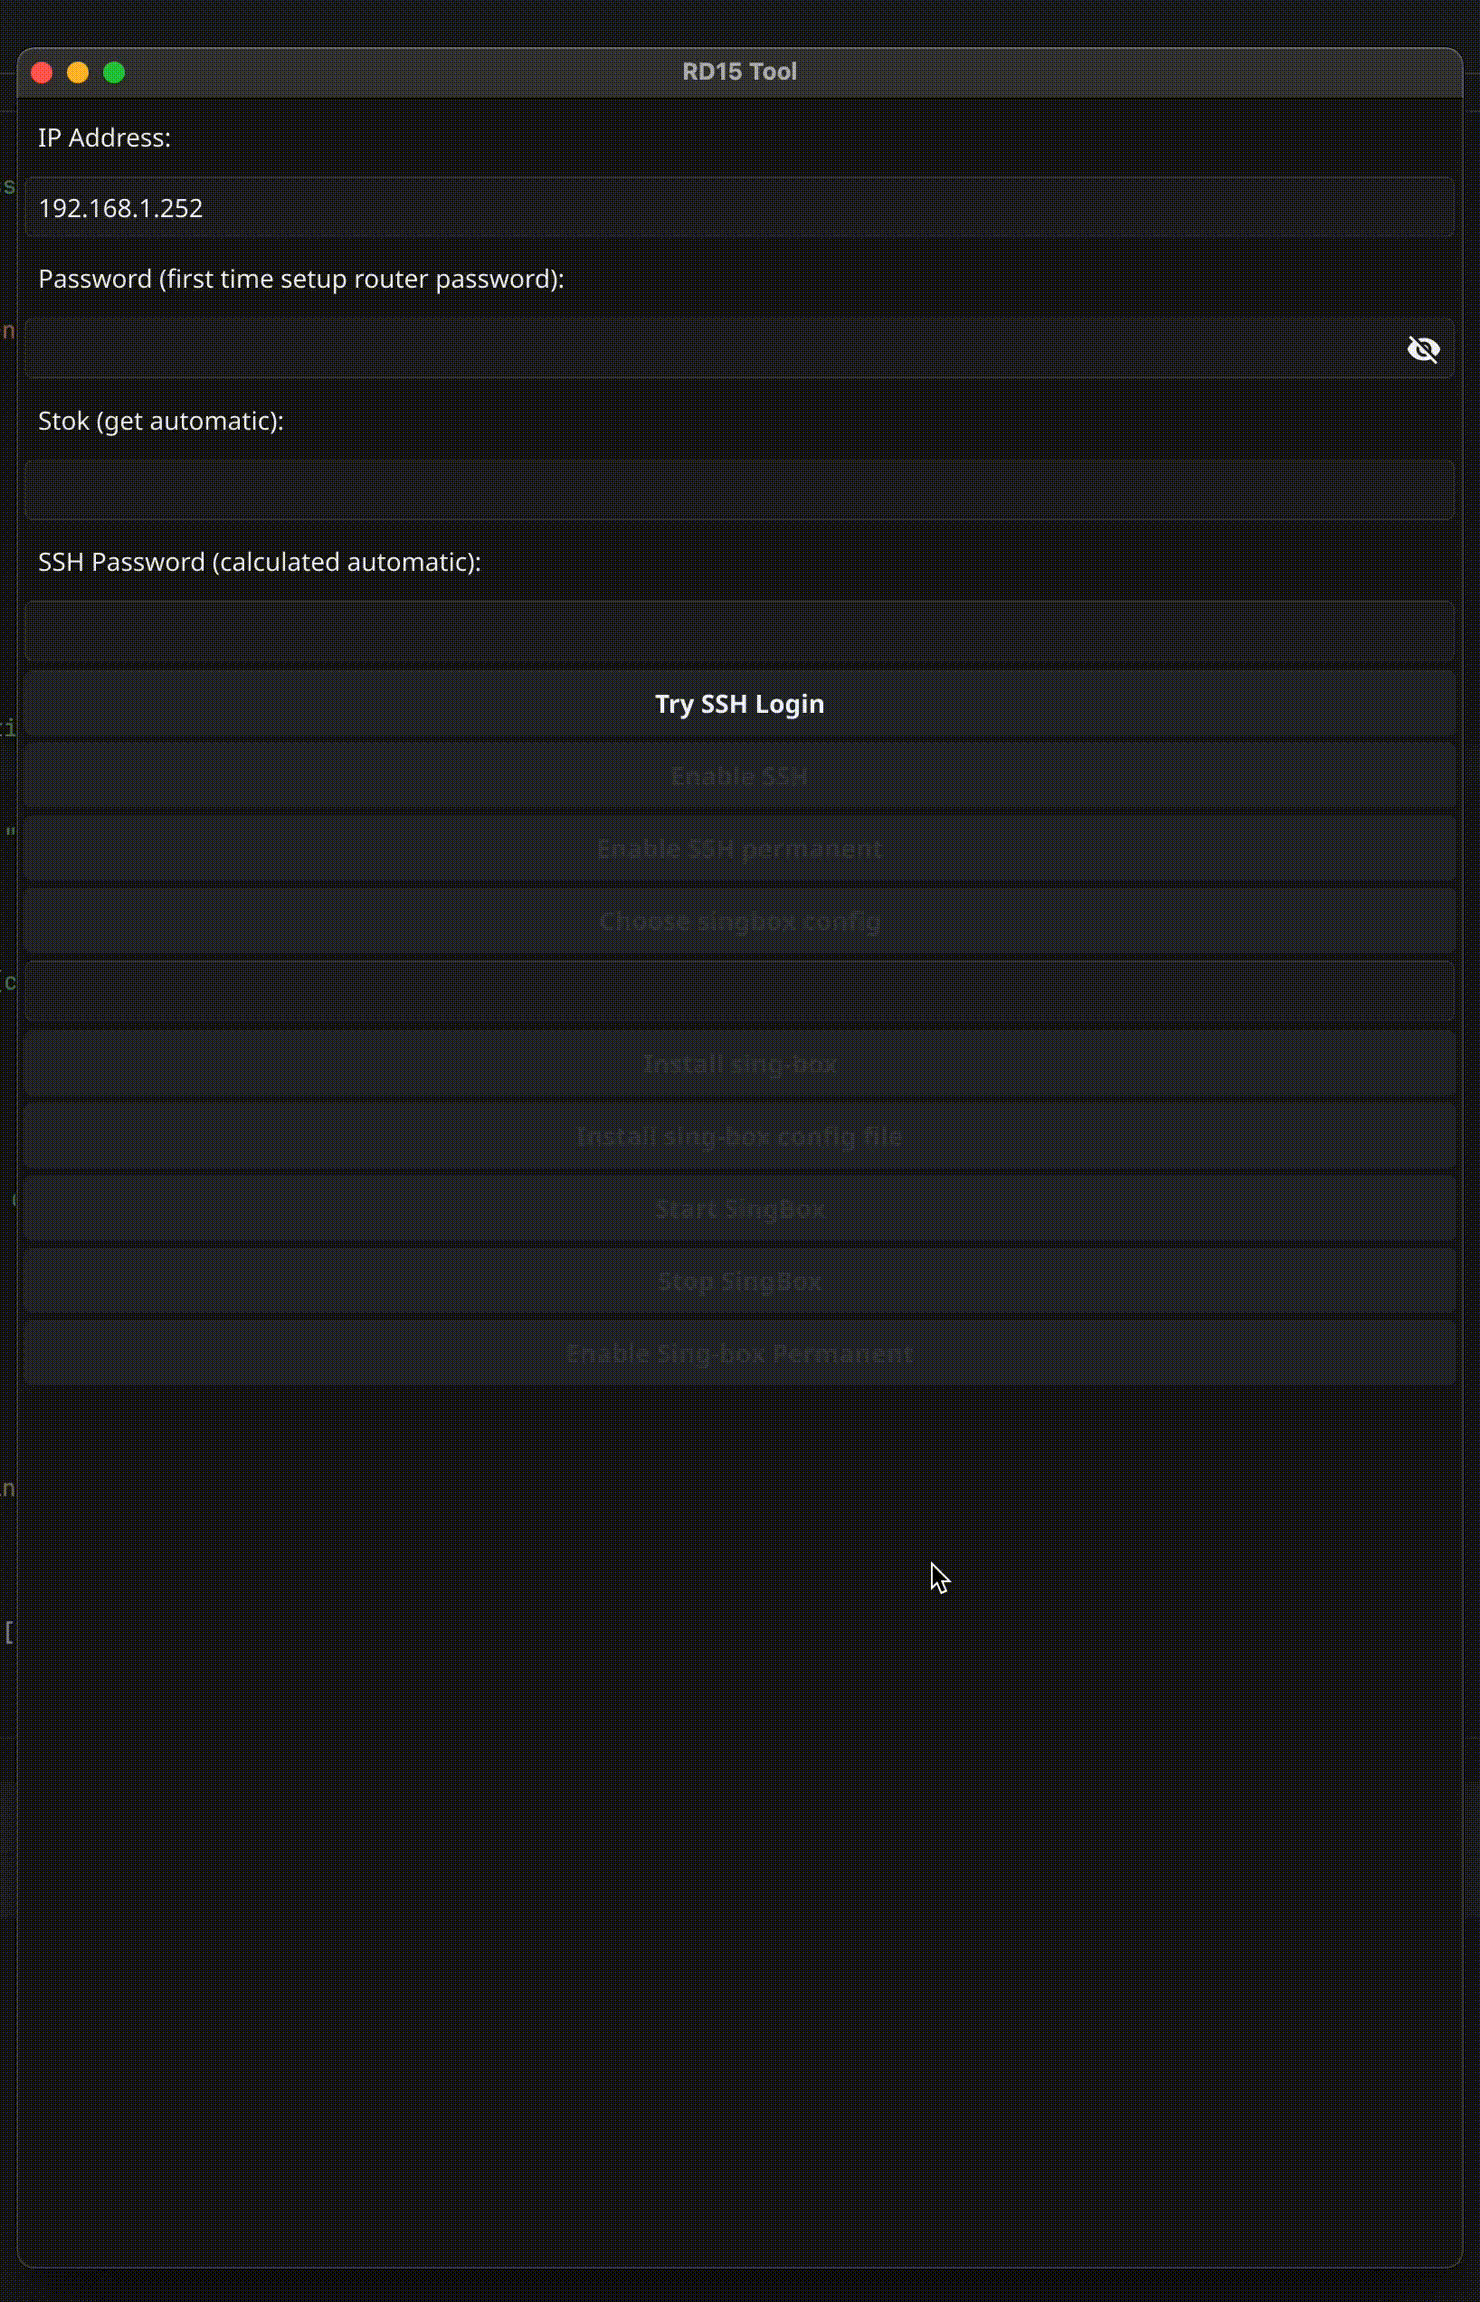 RD15 Tool
IP Address:
192.168.1.252
Password (first time setup router password):
Stok (get automatic):
SSH Password (calculated automatic):
Try SSH Login
Enable SSH
Enable SSH permanent
Choose singbox config
Install sing-box
Install sing-box config file
Start SingBox
Stop SingBox
Enable Sing-box Permanent